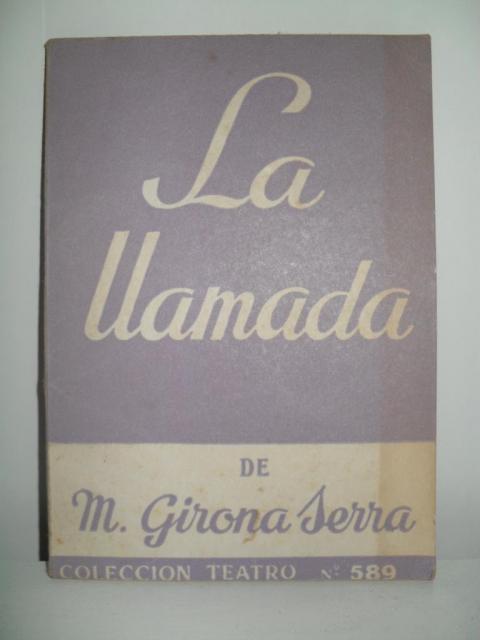 La
llamada
DE
M. Girona Serra
COLECCION TEATRO Nº 589